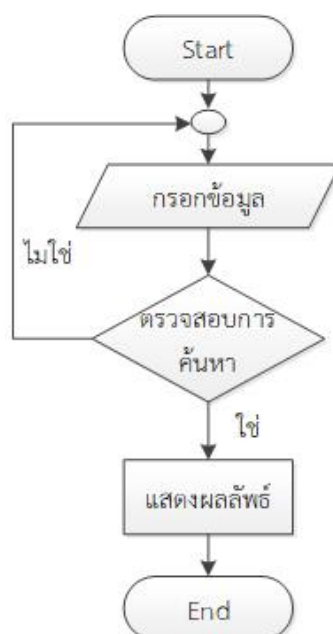 Start
กรอกข้อมูล
ไม่ใช่
ตรวจสอบการ
ค้นหา
ใช่
แสดงผลลัพธ์
End